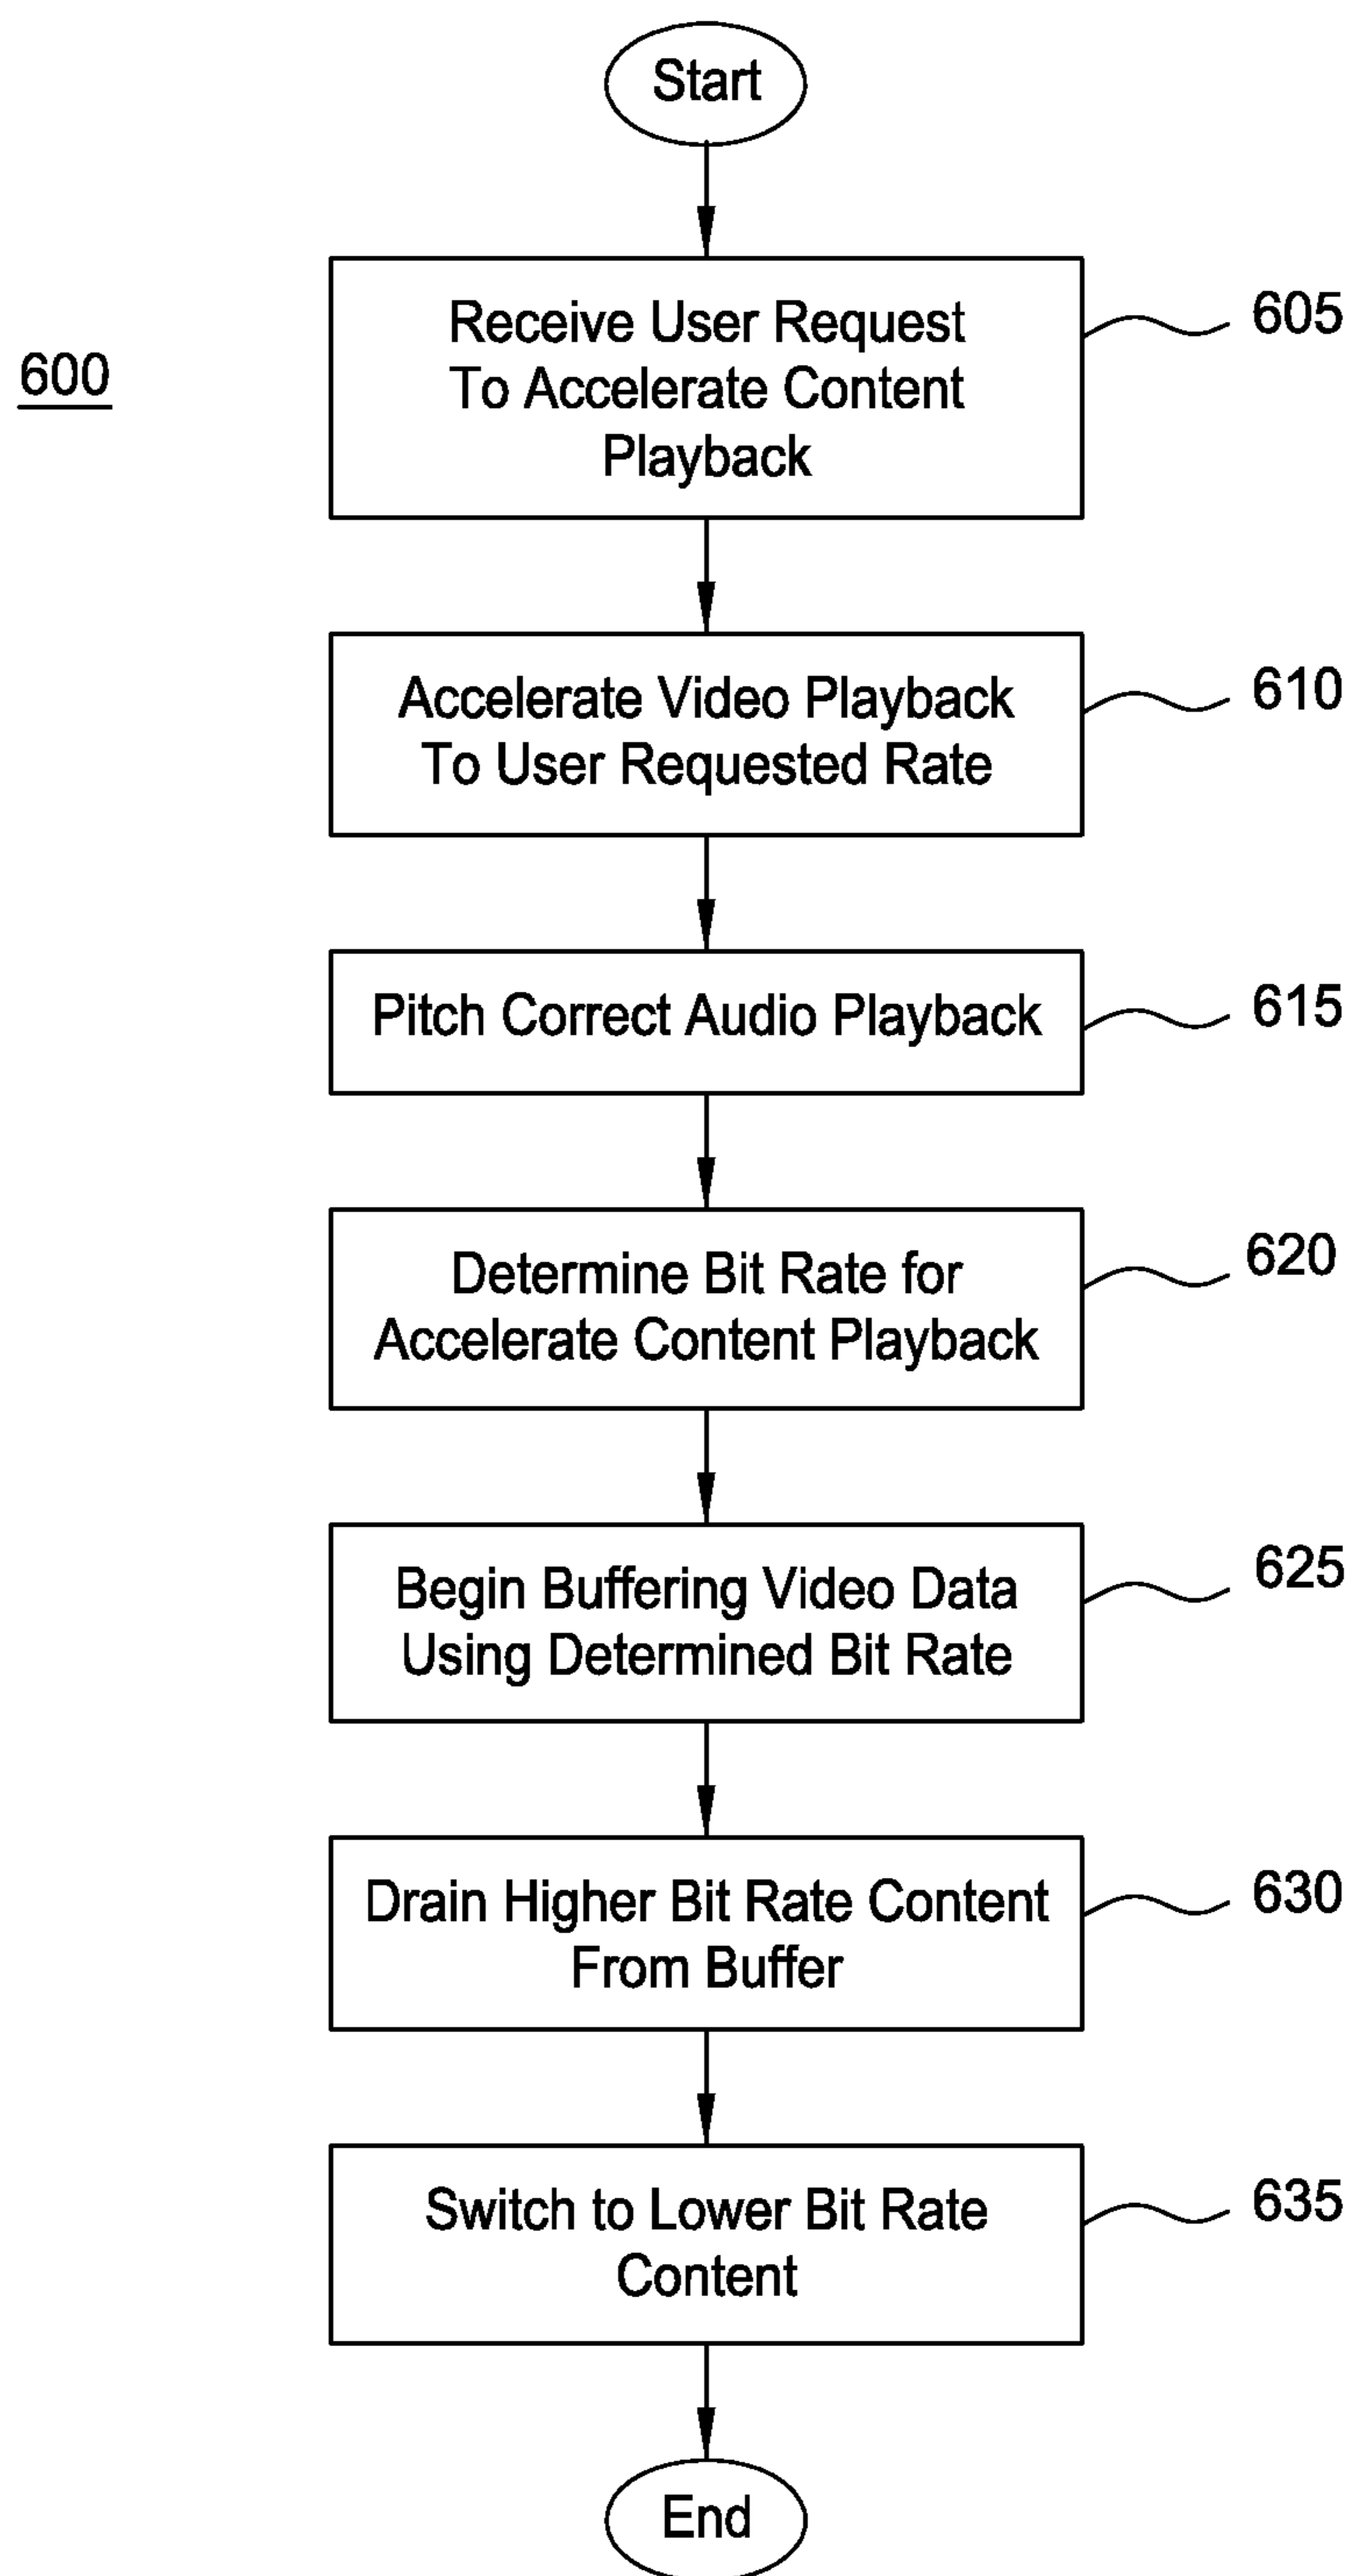 Start
Receive User Request
To Accelerate Content
Playback
605
600
Accelerate Video Playback
To User Requested Rate
610
Pitch Correct Audio Playback
615
Determine Bit Rate for
Accelerate Content Playback
620
Begin Buffering Video Data
Using Determined Bit Rate
625
Drain Higher Bit Rate Content
From Buffer
630
Switch to Lower Bit Rate
Content
635
End